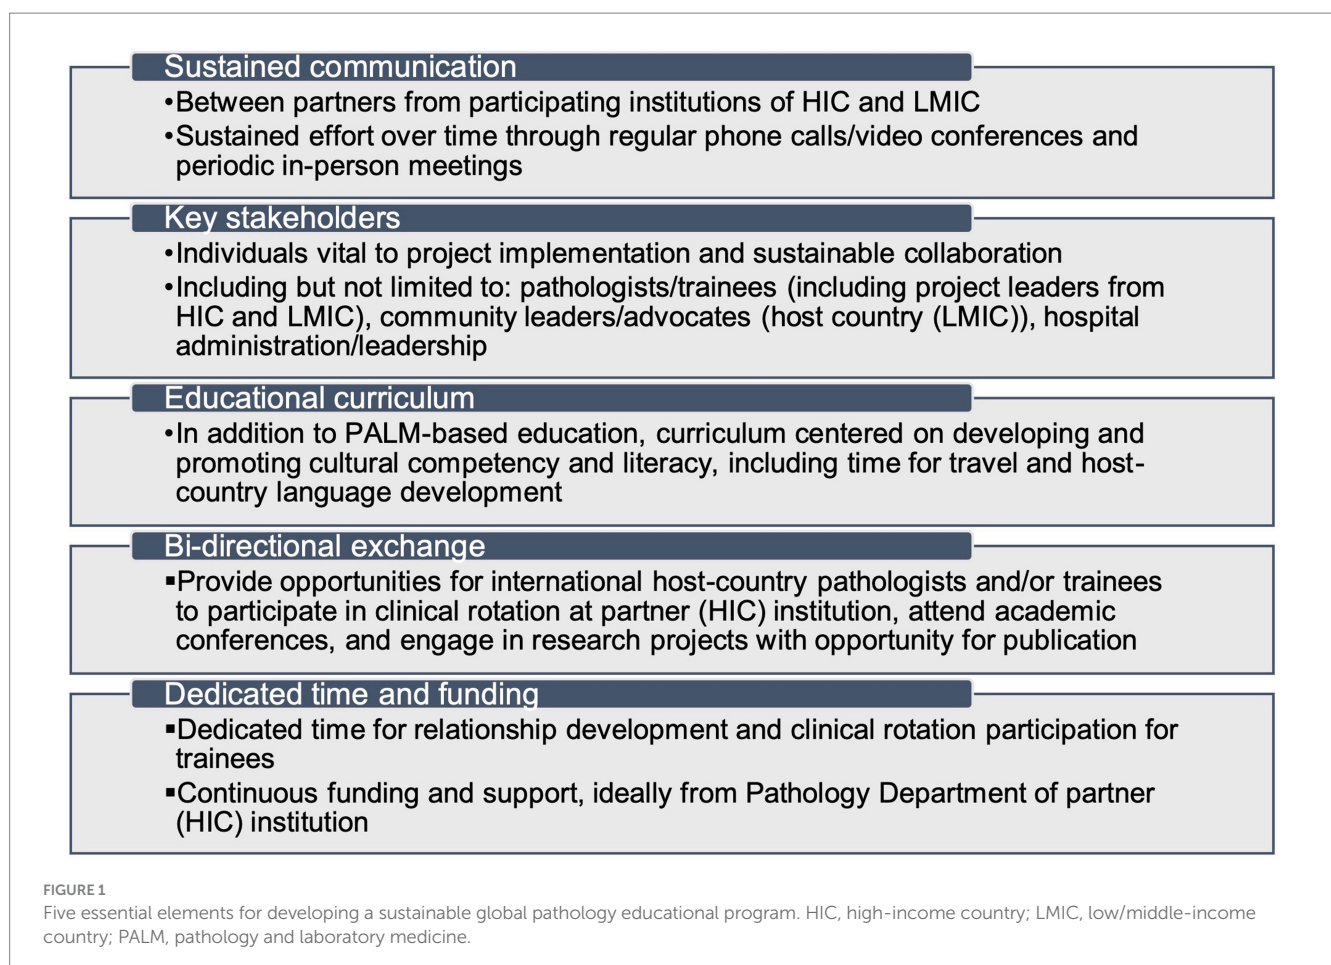 Sustained communication
•Between partners from participating institutions of HIC and LMIC
•Sustained effort over time through regular phone calls/video conferences and
periodic in-person meetings
Key stakeholders
•Individuals vital to project implementation and sustainable collaboration
•Including but not limited to: pathologists/trainees (including project leaders from
HIC and LMIC), community leaders/advocates (host country (LMIC)), hospital
administration/leadership
Educational curriculum
•In addition to PALM-based education, curriculum centered on developing and
promoting cultural competency and literacy, including time for travel and host-
country language development
Bi-directional exchange
▪Provide opportunities for international host-country pathologists and/or trainees
to participate in clinical rotation at partner (HIC) institution, attend academic
conferences, and engage in research projects with opportunity for publication
Dedicated time and funding
▪Dedicated time for relationship development and clinical rotation participation for
trainees
▪Continuous funding and support, ideally from Pathology Department of partner
(HIC) institution
FIGURE 1
Five essential elements for developing a sustainable global pathology educational program. HIC, high-income country; LMIC, low/middle-income
country; PALM, pathology and laboratory medicine.